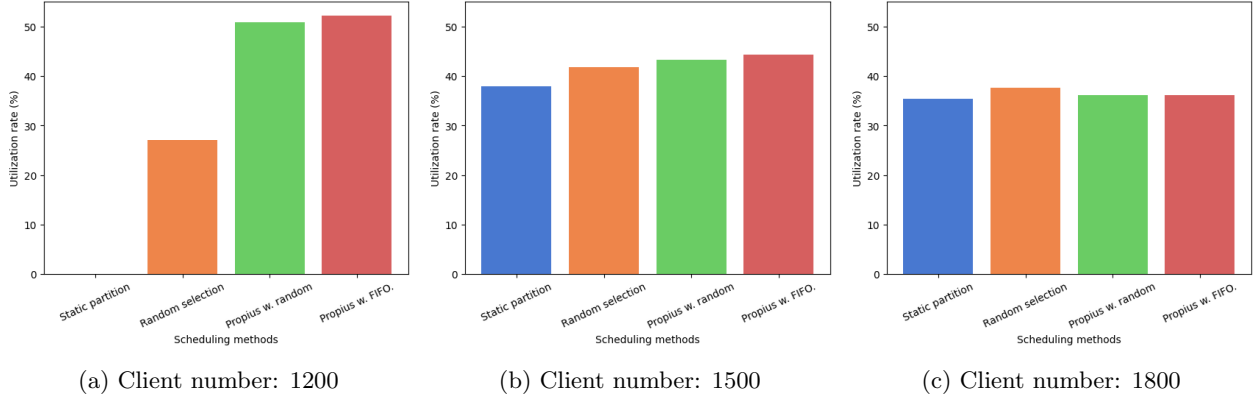 50
40
30
20
10
0
Utilization rate (%)
Static partition
Random selection
Propius w. random
Propius w. FIFO.
Scheduling methods
(a) Client number: 1200
50
40
30
20
10
0
Utilization rate (%)
Static partition
Random selection
Propius w. random
Propius w. FIFO.
Scheduling methods
(b) Client number: 1500
50
40
30
20
10
0
Utilization rate (%)
Static partition
Random selection
Propius w. random
Propius w. FIFO.
Scheduling methods
(c) Client number: 1800